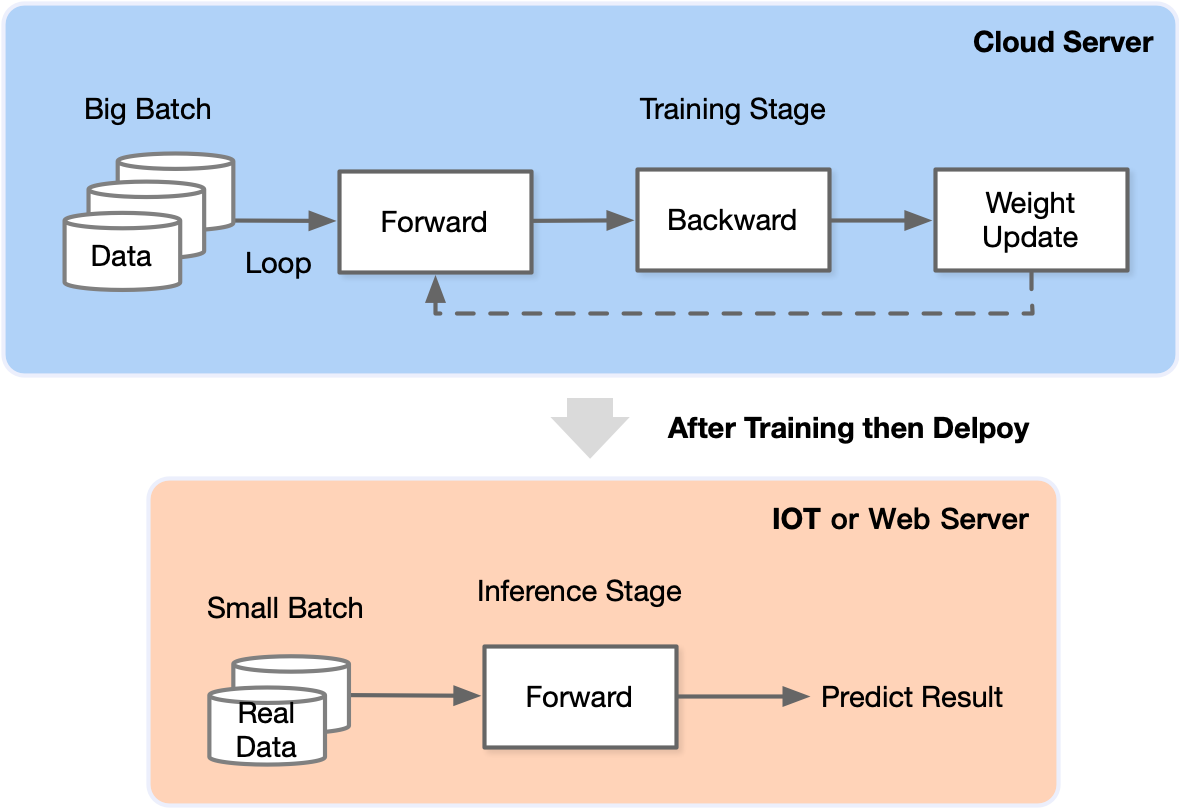 Cloud Server
Big Batch
Training Stage
Data
Loop
Forward
Backward
Weight
Update
After Training then Delpoy
IOT or Web Server
Small Batch
Inference Stage
Real
Data
Forward
Predict Result